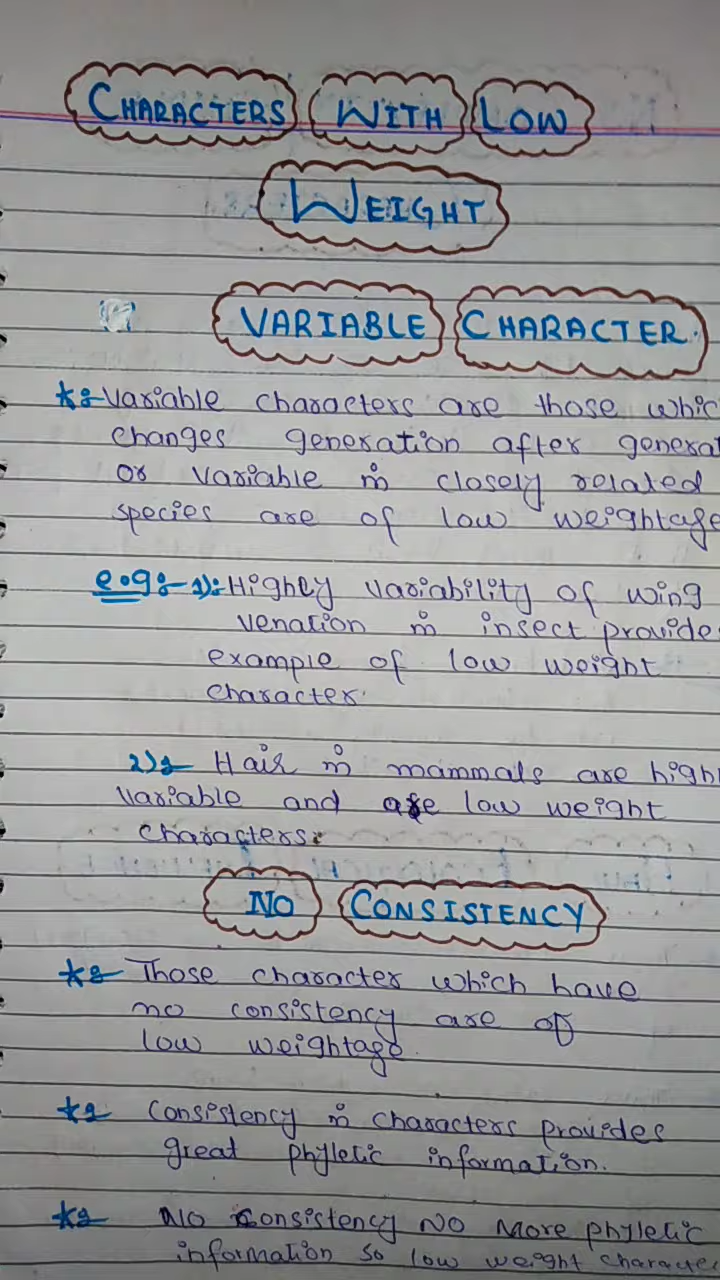 CHARACTERS WITH LOW
WEIGHT
VARIABLE CHARACTER.
*:- Variable characters are those whic
changes generation after generat
or variable in closely related
species are of low weightage
e.g:- 1):- Highly variability of wing
venation in insect provides
example of low weight
character.
2):- Hair in mammals are high
variable and are low weight
characters.
NO CONSISTENCY
*:- Those character which have
no consistency are of
low weightage.
*:- Consistency in characters provides
great phyletic information.
*:- No consistency No More phyletic
information so low weight characte